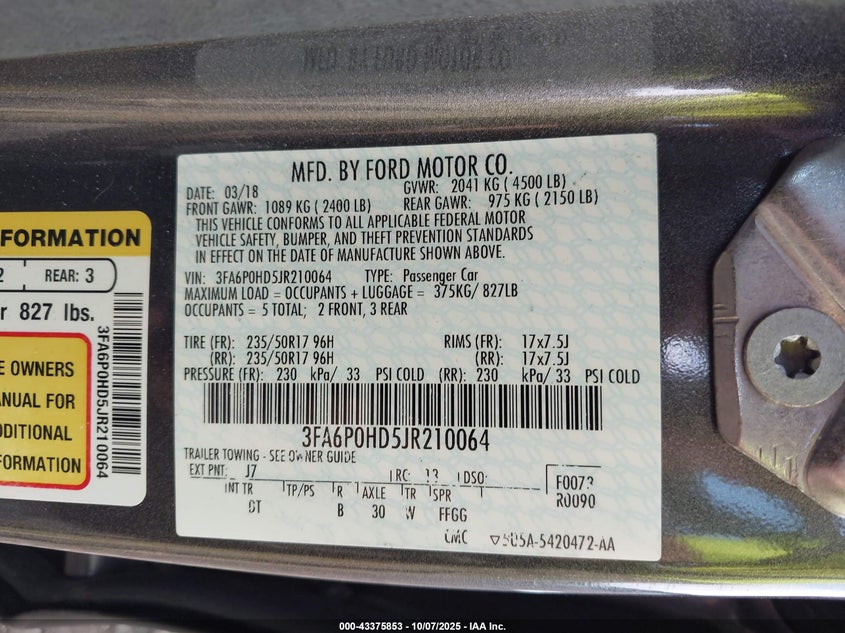 MFD. BY FORD MOTOR CO.
DATE: 03/18 GVWR: 2041 KG ( 4500 LB)
FRONT GAWR: 1089 KG ( 2400 LB) REAR GAWR: 975 KG ( 2150 LB)
THIS VEHICLE CONFORMS TO ALL APPLICABLE FEDERAL MOTOR
VEHICLE SAFETY, BUMPER, AND THEFT PREVENTION STANDARDS
IN EFFECT ON THE DATE OF MANUFACTURE SHOWN ABOVE.
VIN: 3FA6P0HD5JR210064 TYPE: Passenger Car
MAXIMUM LOAD = OCCUPANTS + LUGGAGE = 375KG/ 827LB
OCCUPANTS = 5 TOTAL; 2 FRONT, 3 REAR
TIRE (FR): 235/50R17 96H RIMS (FR): 17x7.5J
(RR): 235/50R17 96H (RR): 17x7.5J
PRESSURE (FR): 230 kPa/ 33 PSI COLD (RR): 230 kPa/ 33 PSI COLD
3FA6P0HD5JR210064
TRAILER TOWING - SEE OWNER GUIDE
EXT PNT: J7 RC: 13 DSO: F0073
R0090
INT TR TP/PS R AXLE TR SPR
DT B 30 W FFGG
5U5A-5420472-AA
FORMATION
2 REAR: 3
r 827 lbs.
E OWNERS
ANUAL FOR
DDITIONAL
FORMATION
3FA6P0HD5JR210064
000-43375853 | 10/07/2025 - IAA Inc.